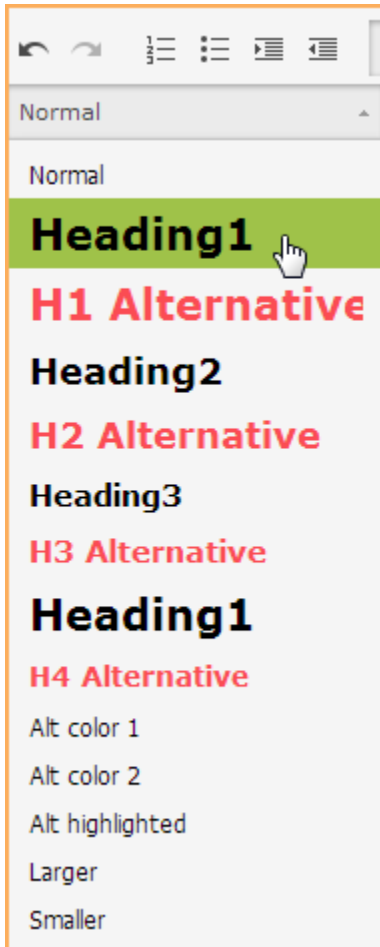 Normal
Normal
Heading1
H1 Alternative
Heading2
H2 Alternative
Heading3
H3 Alternative
Heading1
H4 Alternative
Alt color 1
Alt color 2
Alt highlighted
Larger
Smaller